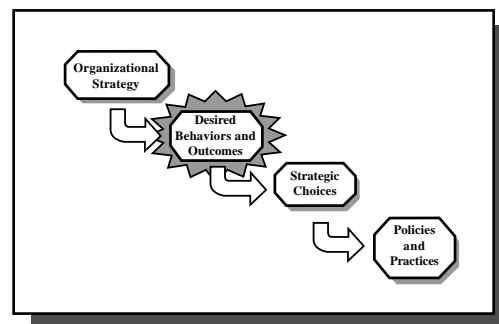 Organizational
Strategy
Desired
Behaviors and
Outcomes
Strategic
Choices
Policies
and
Practices